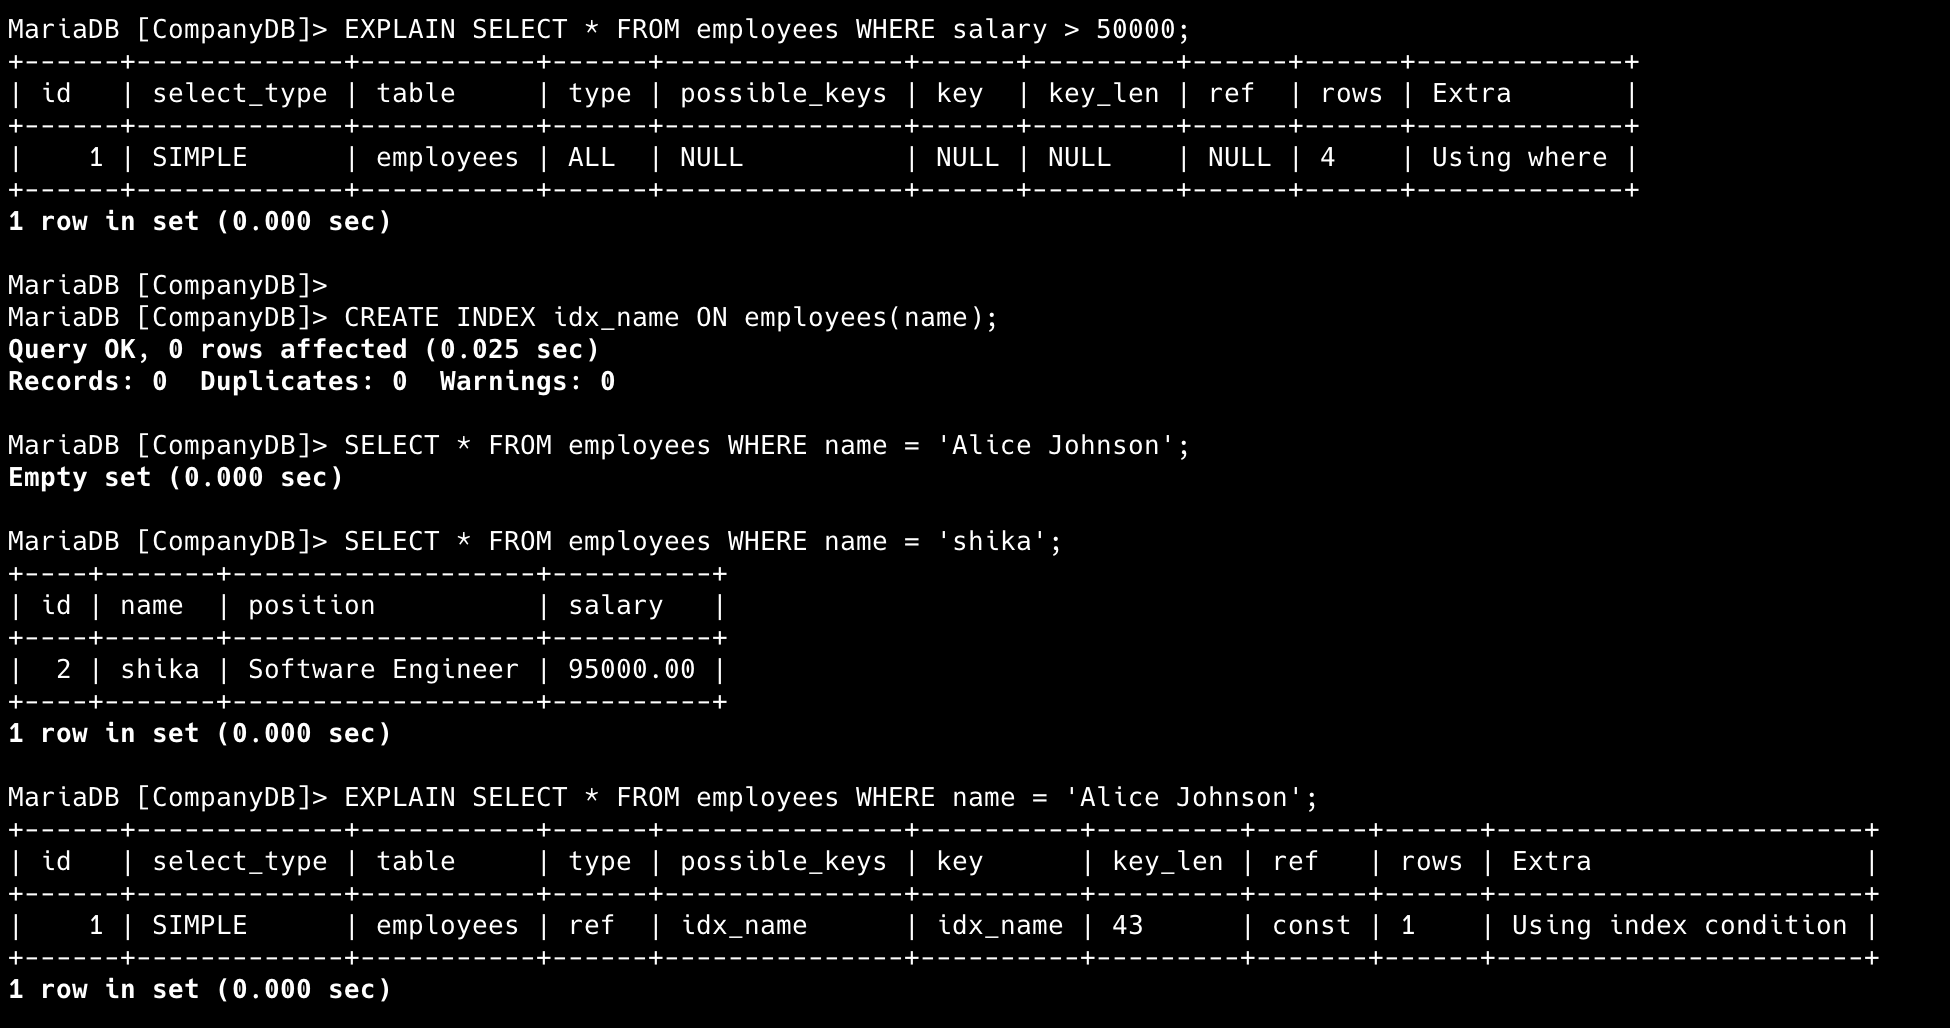 MariaDB [CompanyDB]> EXPLAIN SELECT * FROM employees WHERE salary > 50000;
+------+-------------+-----------+------+---------------+------+---------+------+------+-------------+
| id   | select_type | table     | type | possible_keys | key  | key_len | ref  | rows | Extra       |
+------+-------------+-----------+------+---------------+------+---------+------+------+-------------+
|    1 | SIMPLE      | employees | ALL  | NULL          | NULL | NULL    | NULL | 4    | Using where |
+------+-------------+-----------+------+---------------+------+---------+------+------+-------------+
1 row in set (0.000 sec)

MariaDB [CompanyDB]>
MariaDB [CompanyDB]> CREATE INDEX idx_name ON employees(name);
Query OK, 0 rows affected (0.025 sec)
Records: 0  Duplicates: 0  Warnings: 0

MariaDB [CompanyDB]> SELECT * FROM employees WHERE name = 'Alice Johnson';
Empty set (0.000 sec)

MariaDB [CompanyDB]> SELECT * FROM employees WHERE name = 'shika';
+----+-------+-------------------+----------+
| id | name  | position          | salary   |
+----+-------+-------------------+----------+
|  2 | shika | Software Engineer | 95000.00 |
+----+-------+-------------------+----------+
1 row in set (0.000 sec)

MariaDB [CompanyDB]> EXPLAIN SELECT * FROM employees WHERE name = 'Alice Johnson';
+------+-------------+-----------+------+---------------+----------+---------+-------+------+-----------------------+
| id   | select_type | table     | type | possible_keys | key      | key_len | ref   | rows | Extra                 |
+------+-------------+-----------+------+---------------+----------+---------+-------+------+-----------------------+
|    1 | SIMPLE      | employees | ref  | idx_name      | idx_name | 43      | const | 1    | Using index condition |
+------+-------------+-----------+------+---------------+----------+---------+-------+------+-----------------------+
1 row in set (0.000 sec)